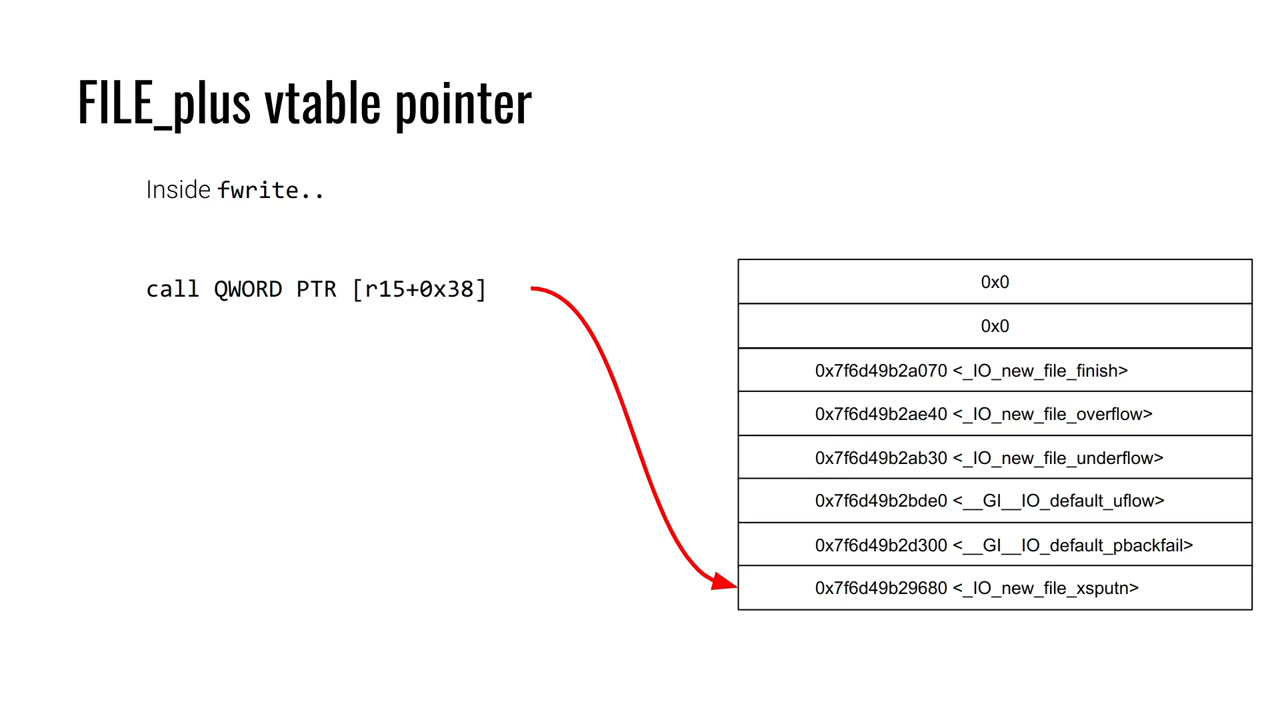 FILE_plus vtable pointer
Inside fwrite..
call QWORD PTR [r15+0x38]
0x0
0x0
0x7f6d49b2a070 <_IO_new_file_finish>
0x7f6d49b2ae40 <_IO_new_file_overflow>
0x7f6d49b2ab30 <_IO_new_file_underflow>
0x7f6d49b2bde0 <__GI__IO_default_uflow>
0x7f6d49b2d300 <__GI__IO_default_pbackfail>
0x7f6d49b29680 <_IO_new_file_xsputn>